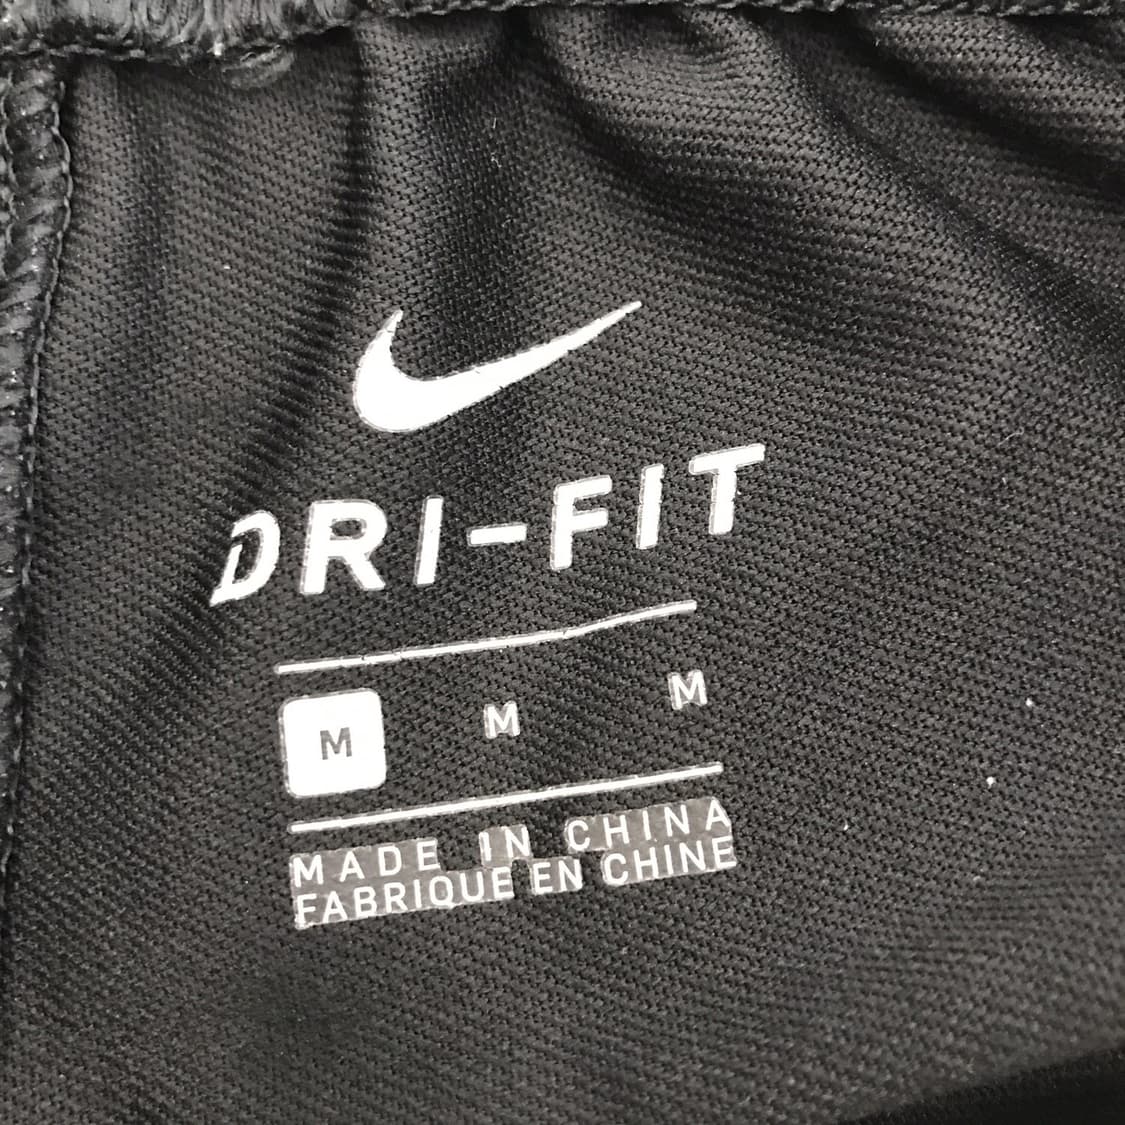 DRI-FIT
M M M
MADE IN CHINA
FABRIQUE EN CHINE